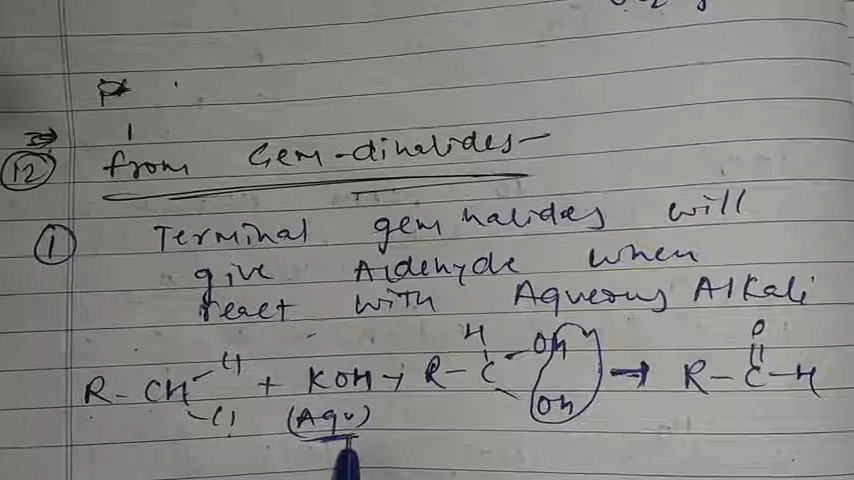 12 from Gem-dihalides-
1 Terminal gem halides will
give Aldehyde when
react with Aqueous Alkali
R-CH-Cl -Cl + KOH → R-C-H -OH -OH → R-C-H =O
(Aqu)